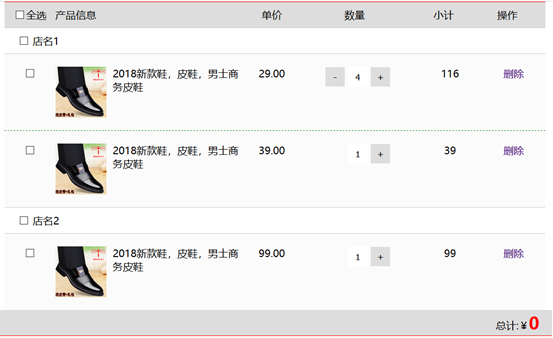 全选 产品信息 单价 数量 小计 操作
店名1
2018新款鞋，皮鞋，男士商 29.00 - 4 + 116 删除
务皮鞋
2018新款鞋，皮鞋，男士商 39.00 1 + 39 删除
务皮鞋
店名2
2018新款鞋，皮鞋，男士商 99.00 1 + 99 删除
务皮鞋
总计:¥0